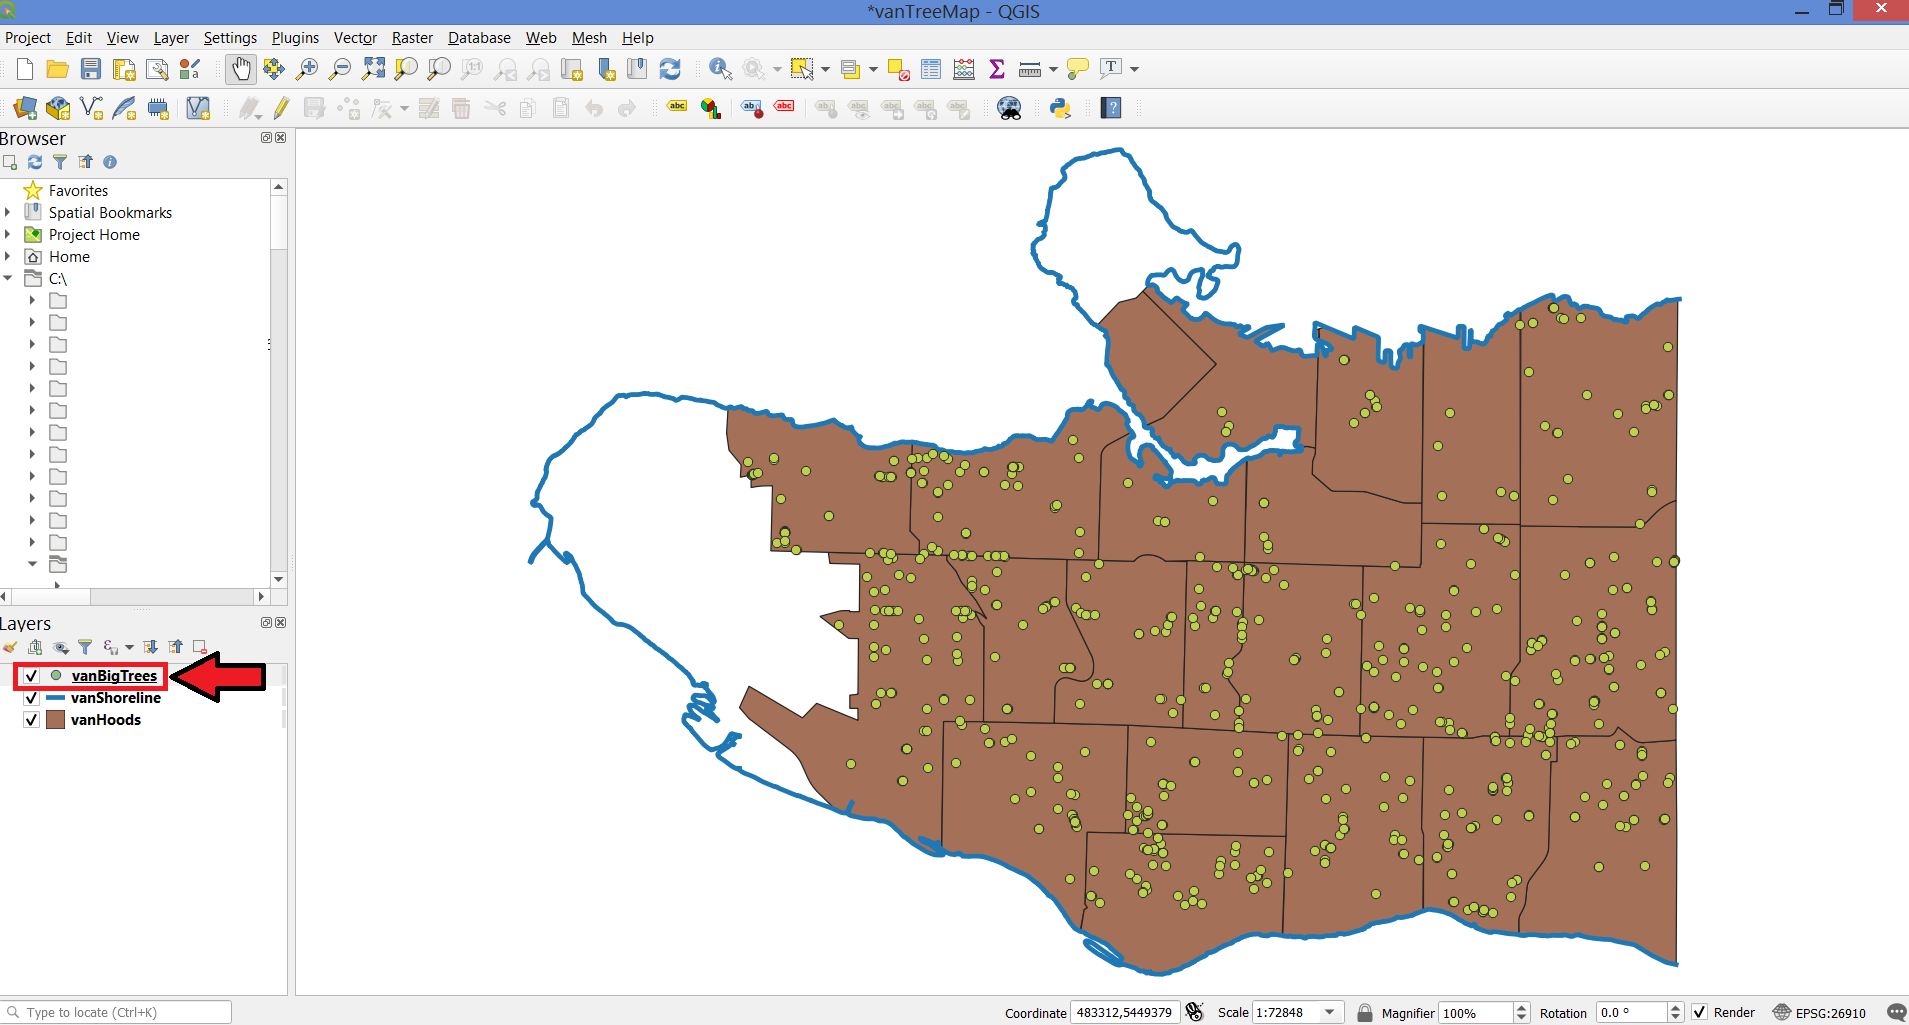 *vanTreeMap - QGIS
Project Edit View Layer Settings Plugins Vector Raster Database Web Mesh Help
Browser
Favorites
Spatial Bookmarks
Project Home
Home
C:\
Layers
vanBigTrees
vanShoreline
vanHoods
Type to locate (Ctrl+K) Coordinate 483312,5449379 Scale 1:72848 Magnifier 100% Rotation 0.0 ° Render EPSG:26910